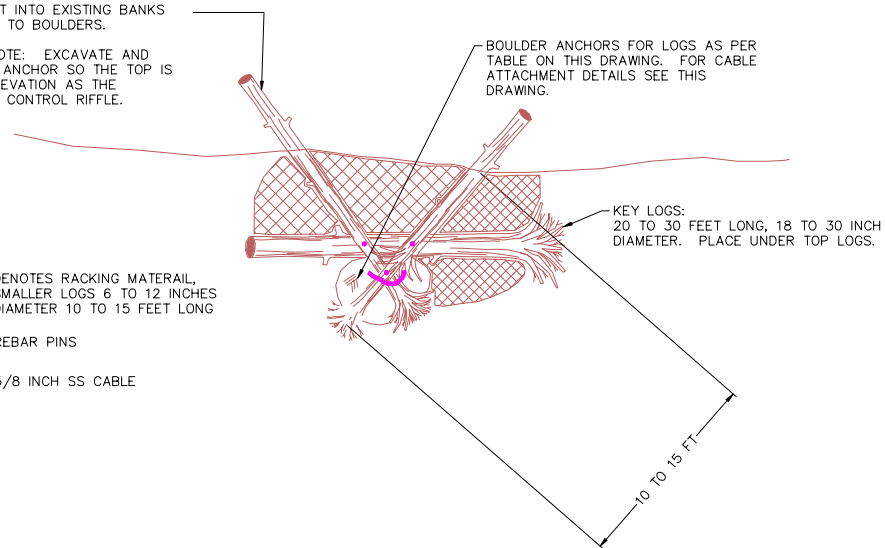 T INTO EXISTING BANKS
TO BOULDERS.
OTE: EXCAVATE AND
ANCHOR SO THE TOP IS
EVATION AS THE
CONTROL RIFFLE.
BOULDER ANCHORS FOR LOGS AS PER
TABLE ON THIS DRAWING. FOR CABLE
ATTACHMENT DETAILS SEE THIS
DRAWING.
KEY LOGS:
20 TO 30 FEET LONG, 18 TO 30 INCH
DIAMETER. PLACE UNDER TOP LOGS.
DENOTES RACKING MATERAIL,
SMALLER LOGS 6 TO 12 INCHES
DIAMETER 10 TO 15 FEET LONG
REBAR PINS
5/8 INCH SS CABLE
10 TO 15 FT